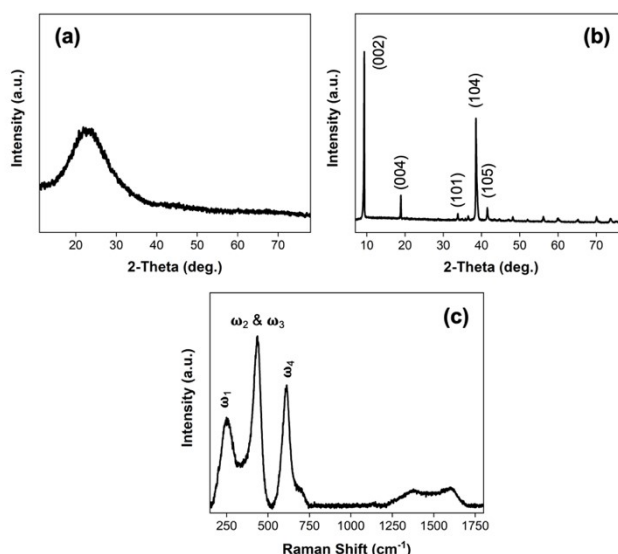 (a)
Intensity (a.u.)
20 30 40 50 60 70
2-Theta (deg.)
(b)
Intensity (a.u.)
(002)
(004)
(101)
(104)
(105)
10 20 30 40 50 60 70
2-Theta (deg.)
(c)
Intensity (a.u.)
ω1
ω2 & ω3
ω4
250 500 750 1000 1250 1500 1750
Raman Shift (cm-1)